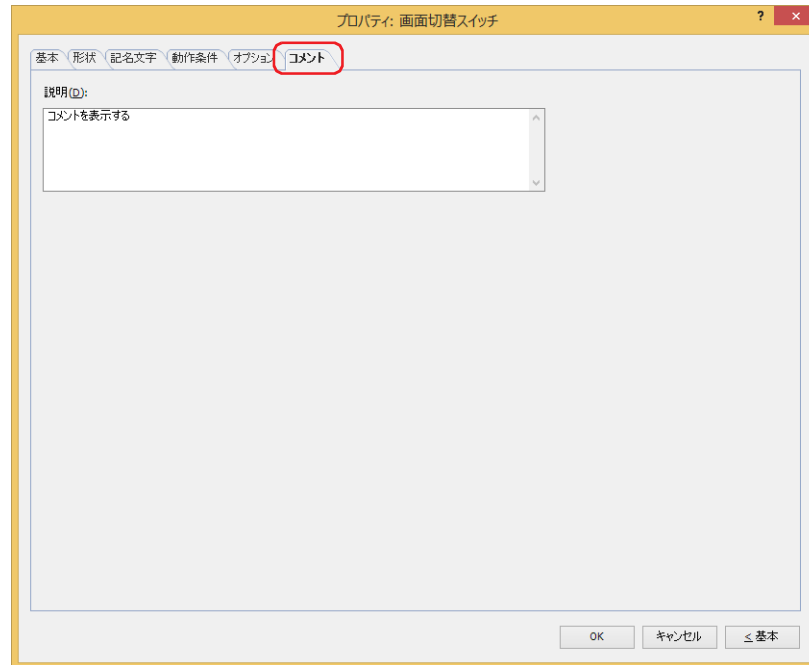 プロパティ: 画面切替スイッチ
? ×
基本 形状 記名文字 動作条件 オプション コメント
説明(D):
コメントを表示する
OK キャンセル < 基本